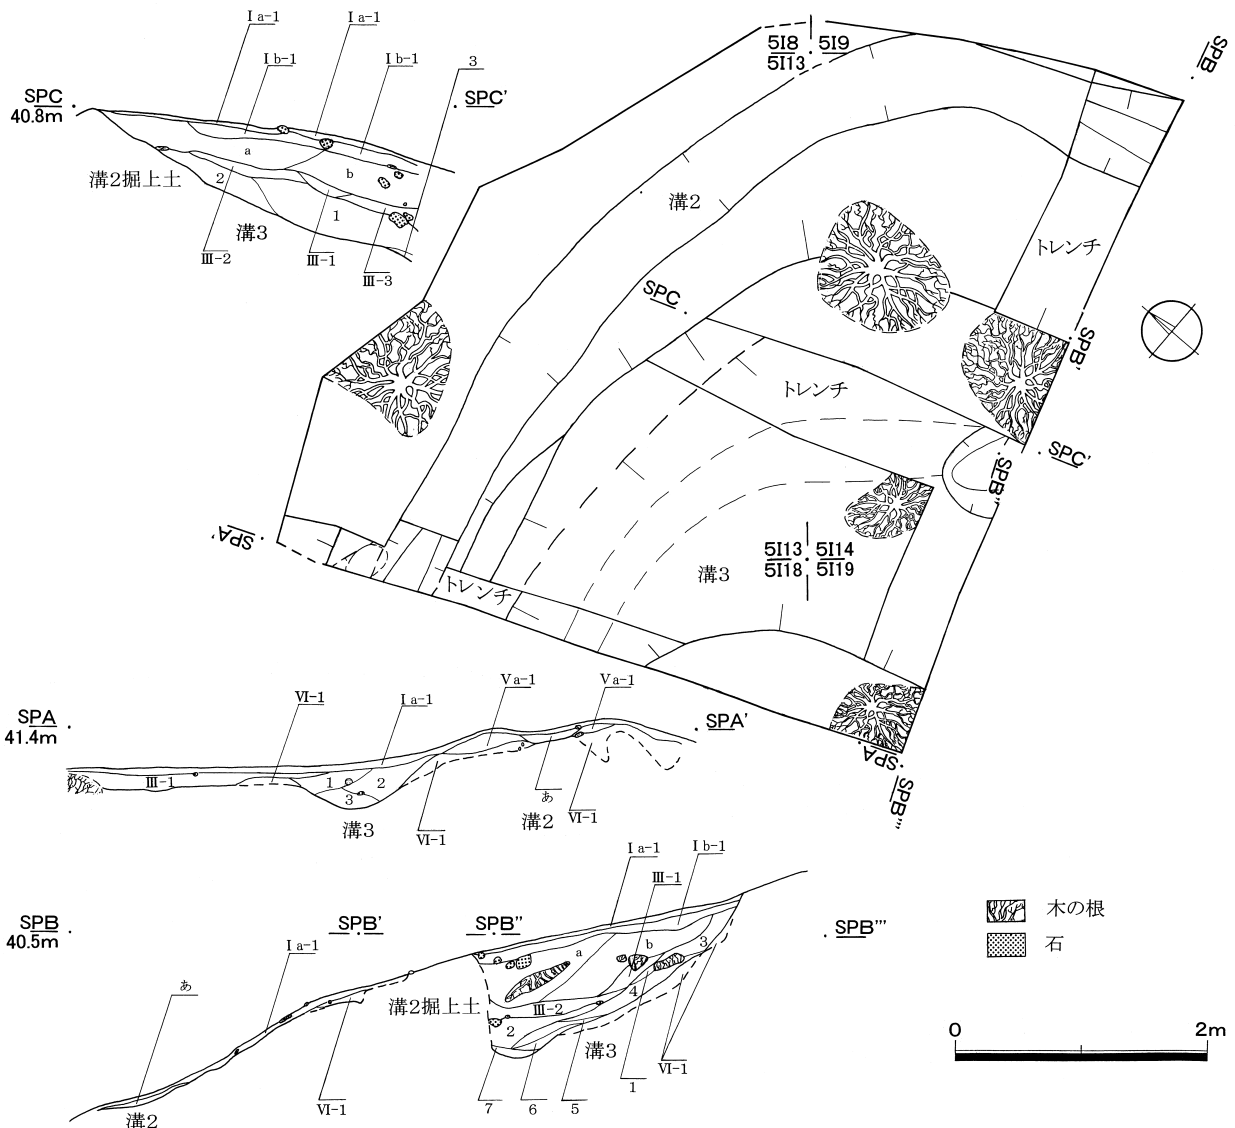 Ⅰa-1
Ⅰa-1
Ⅰb-1
Ⅰb-1
3
SPC
40.8m
SPC'
a
b
溝2掘上土
2
1
溝3
Ⅲ-2
Ⅲ-1
Ⅲ-3
5I8
5I9
5I13
SPB
溝2
トレンチ
SPC
SPB'
トレンチ
SPC'
SPB''
SPA'
5I13
5I14
5I18
5I19
溝3
トレンチ
SPA
SPB'''
SPA
41.4m
Ⅵ-1
Ⅰa-1
Ⅴa-1
Ⅴa-1
SPA'
Ⅲ-1
1
2
3
溝3
Ⅵ-1
溝2
あ
Ⅵ-1
SPB
40.5m
あ
Ⅰa-1
SPB'
SPB''
Ⅰa-1
Ⅰb-1
Ⅲ-1
SPB'''
a
b
3
溝2掘上土
Ⅲ-2
4
2
溝3
Ⅵ-1
Ⅵ-1
1
7
6
5
溝2
木の根
石
0
2m